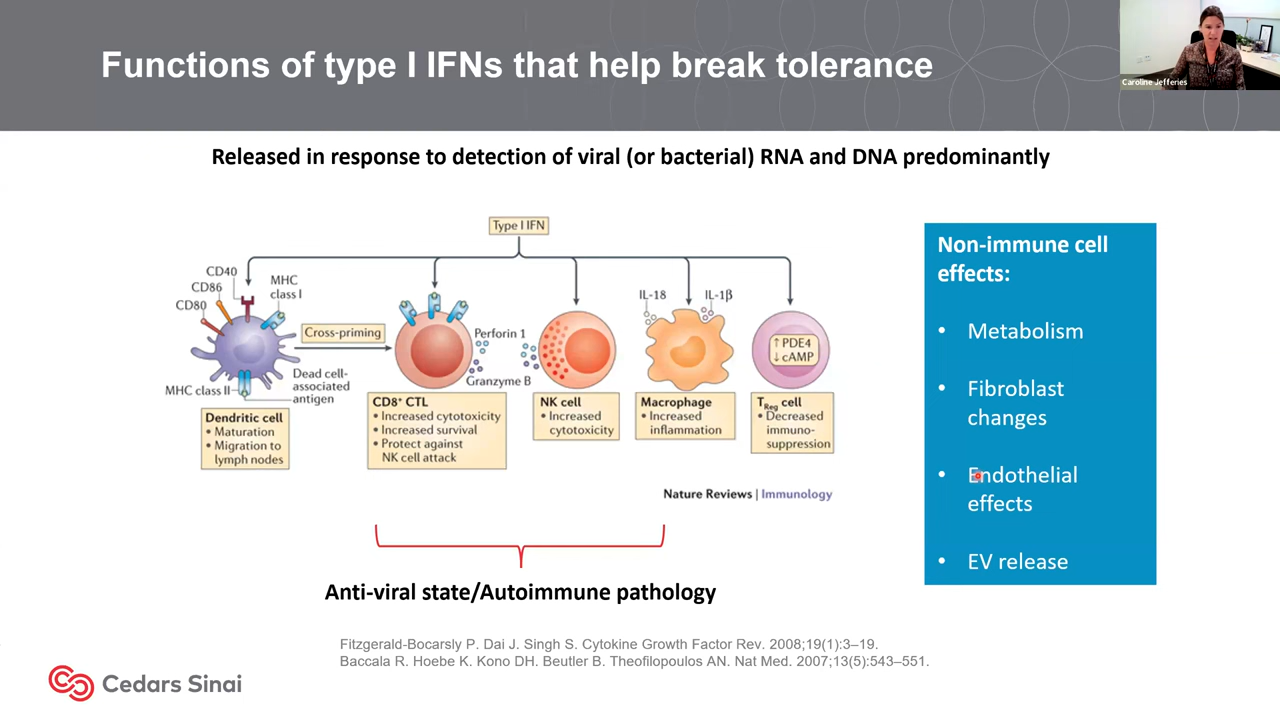 Functions of type I IFNs that help break tolerance
Caroline Jefferies
Released in response to detection of viral (or bacterial) RNA and DNA predominantly
Type I IFN
CD40
CD86
CD80
MHC
class I
MHC class II
Cross-priming
Dead cell-
associated
antigen
Perforin 1
Granzyme B
IL-18
IL-1β
↑ PDE4
↓ cAMP
Dendritic cell
• Maturation
• Migration to
lymph nodes
CD8⁺ CTL
• Increased cytotoxicity
• Increased survival
• Protect against
NK cell attack
NK cell
• Increased
cytotoxicity
Macrophage
• Increased
inflammation
TReg cell
• Decreased
immuno-
suppression
Nature Reviews | Immunology
Anti-viral state/Autoimmune pathology
Non-immune cell
effects:
• Metabolism
• Fibroblast
changes
• Endothelial
effects
• EV release
Fitzgerald-Bocarsly P. Dai J. Singh S. Cytokine Growth Factor Rev. 2008;19(1):3–19.
Baccala R. Hoebe K. Kono DH. Beutler B. Theofilopoulos AN. Nat Med. 2007;13(5):543–551.
Cedars Sinai